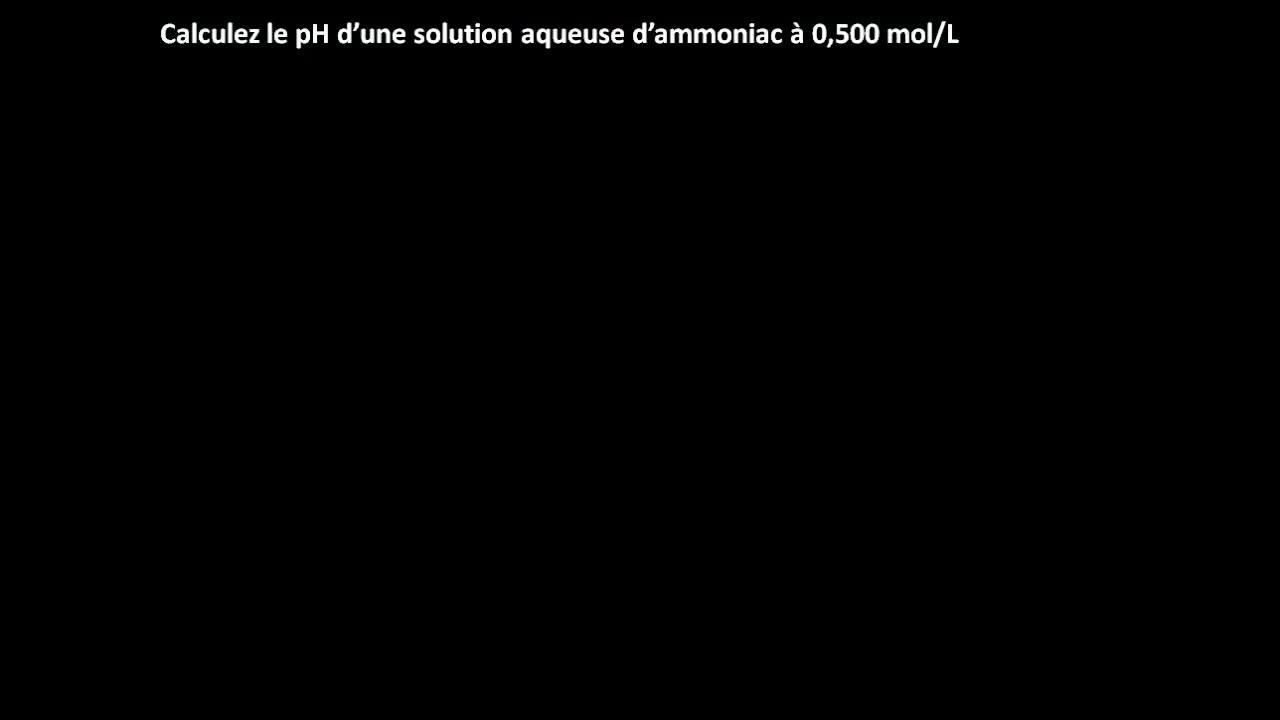 Calculez le pH d’une solution aqueuse d’ammoniac à 0,500 mol/L